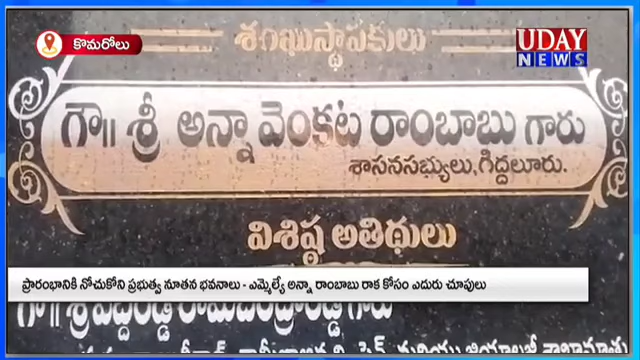 కొమరోలు
UDAY
NEWS
శంఖుస్థాపకులు
గౌ|| శ్రీ అన్నా వెంకట రాంబాబు గారు
శాసనసభ్యులు, గిద్దలూరు.
విశిష్ఠ అతిథులు
ప్రారంభానికి నోచుకోని ప్రభుత్వ నూతన భవనాలు - ఎమ్మెల్యే అన్నా రాంబాబు రాక కోసం ఎదురు చూపులు
గౌ|| శ్రీ గారు